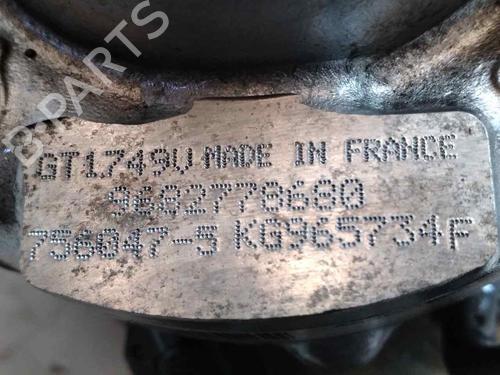 GT1749V MADE IN FRANCE
9682778680
756047-5 KG965734F
B PARTS